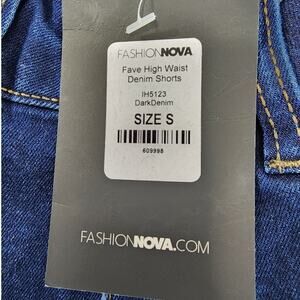 FASHIONNOVA
Fave High Waist
Denim Shorts
IH5123
DarkDenim
SIZE S
609998
FASHIONNOVA.COM